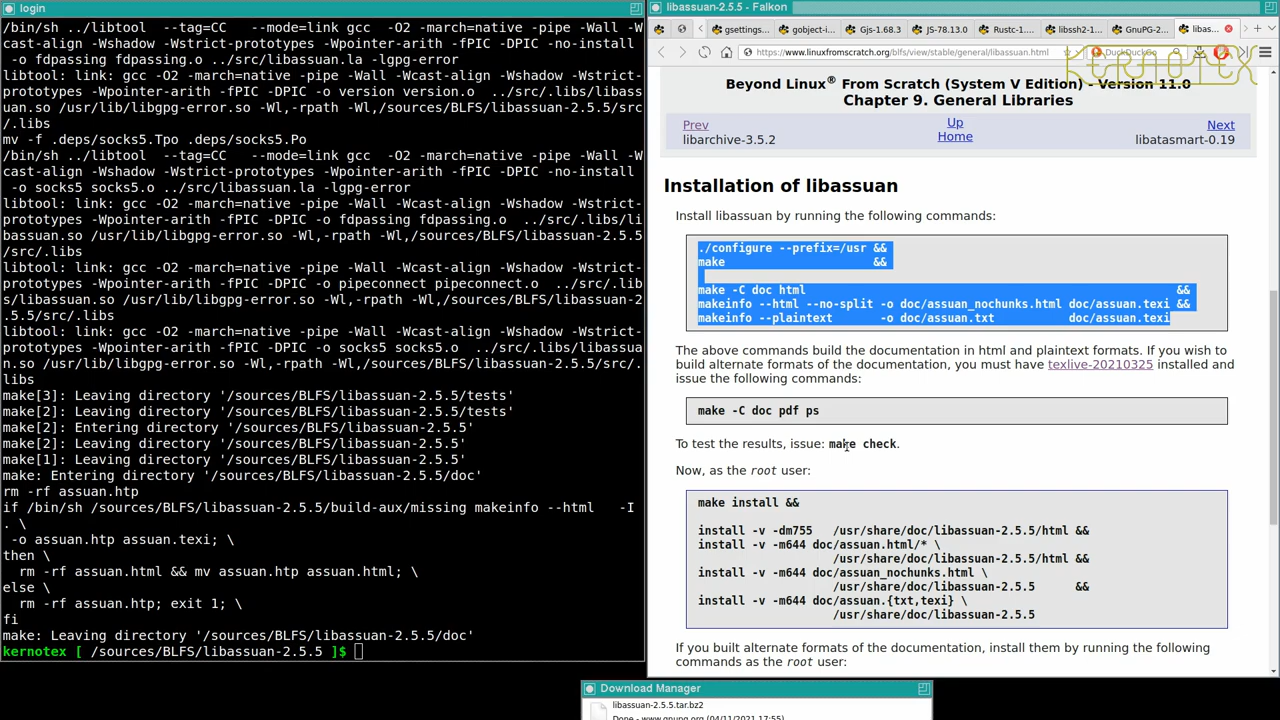 login
/bin/sh ../libtool  --tag=CC   --mode=link gcc  -O2 -march=native -pipe -Wall -W
cast-align -Wshadow -Wstrict-prototypes -Wpointer-arith -fPIC -DPIC -no-install
 -o fdpassing fdpassing.o ../src/libassuan.la -lgpg-error
libtool: link: gcc -O2 -march=native -pipe -Wall -Wcast-align -Wshadow -Wstrict-
prototypes -Wpointer-arith -fPIC -DPIC -o version version.o  ../src/.libs/libass
uan.so /usr/lib/libgpg-error.so -Wl,-rpath -Wl,/sources/BLFS/libassuan-2.5.5/src
/.libs
mv -f .deps/socks5.Tpo .deps/socks5.Po
/bin/sh ../libtool  --tag=CC   --mode=link gcc  -O2 -march=native -pipe -Wall -W
cast-align -Wshadow -Wstrict-prototypes -Wpointer-arith -fPIC -DPIC -no-install
 -o socks5 socks5.o ../src/libassuan.la -lgpg-error
libtool: link: gcc -O2 -march=native -pipe -Wall -Wcast-align -Wshadow -Wstrict-
prototypes -Wpointer-arith -fPIC -DPIC -o fdpassing fdpassing.o  ../src/.libs/li
bassuan.so /usr/lib/libgpg-error.so -Wl,-rpath -Wl,/sources/BLFS/libassuan-2.5.5
/src/.libs
libtool: link: gcc -O2 -march=native -pipe -Wall -Wcast-align -Wshadow -Wstrict-
prototypes -Wpointer-arith -fPIC -DPIC -o pipeconnect pipeconnect.o  ../src/.lib
s/libassuan.so /usr/lib/libgpg-error.so -Wl,-rpath -Wl,/sources/BLFS/libassuan-2
.5.5/src/.libs
libtool: link: gcc -O2 -march=native -pipe -Wall -Wcast-align -Wshadow -Wstrict-
prototypes -Wpointer-arith -fPIC -DPIC -o socks5 socks5.o  ../src/.libs/libassua
n.so /usr/lib/libgpg-error.so -Wl,-rpath -Wl,/sources/BLFS/libassuan-2.5.5/src/.
libs
make[3]: Leaving directory '/sources/BLFS/libassuan-2.5.5/tests'
make[2]: Leaving directory '/sources/BLFS/libassuan-2.5.5/tests'
make[2]: Entering directory '/sources/BLFS/libassuan-2.5.5'
make[2]: Leaving directory '/sources/BLFS/libassuan-2.5.5'
make[1]: Leaving directory '/sources/BLFS/libassuan-2.5.5'
make: Entering directory '/sources/BLFS/libassuan-2.5.5/doc'
rm -rf assuan.htp
if /bin/sh /sources/BLFS/libassuan-2.5.5/build-aux/missing makeinfo --html   -I
. \
 -o assuan.htp assuan.texi; \
then \
  rm -rf assuan.html && mv assuan.htp assuan.html; \
else \
  rm -rf assuan.htp; exit 1; \
fi
make: Leaving directory '/sources/BLFS/libassuan-2.5.5/doc'
kernotex [ /sources/BLFS/libassuan-2.5.5 ]$
libassuan-2.5.5 - Falkon
gsettings... gobject-i... Gjs-1.68.3 JS-78.13.0 Rust-1... libssh2-1... GnuPG-2... libas...
https://www.linuxfromscratch.org/blfs/view/stable/general/libassuan.html DuckDuckGo
KERNOTEX
Beyond Linux® From Scratch (System V Edition) - Version 11.0
Chapter 9. General Libraries
Prev Up Next
libarchive-3.5.2 Home libatasmart-0.19
Installation of libassuan
Install libassuan by running the following commands:
./configure --prefix=/usr &&
make                      &&
make -C doc html                                                     &&
makeinfo --html --no-split -o doc/assuan_nochunks.html doc/assuan.texi &&
makeinfo --plaintext       -o doc/assuan.txt           doc/assuan.texi
The above commands build the documentation in html and plaintext formats. If you wish to
build alternate formats of the documentation, you must have texlive-20210325 installed and
issue the following commands:
make -C doc pdf ps
To test the results, issue: make check.
Now, as the root user:
make install &&
install -v -dm755   /usr/share/doc/libassuan-2.5.5/html &&
install -v -m644 doc/assuan.html/* \
                    /usr/share/doc/libassuan-2.5.5/html &&
install -v -m644 doc/assuan_nochunks.html \
                    /usr/share/doc/libassuan-2.5.5      &&
install -v -m644 doc/assuan.{txt,texi} \
                    /usr/share/doc/libassuan-2.5.5
If you built alternate formats of the documentation, install them by running the following
commands as the root user:
Download Manager
libassuan-2.5.5.tar.bz2
Done - www.gnupg.org (04/11/2021 17:55)